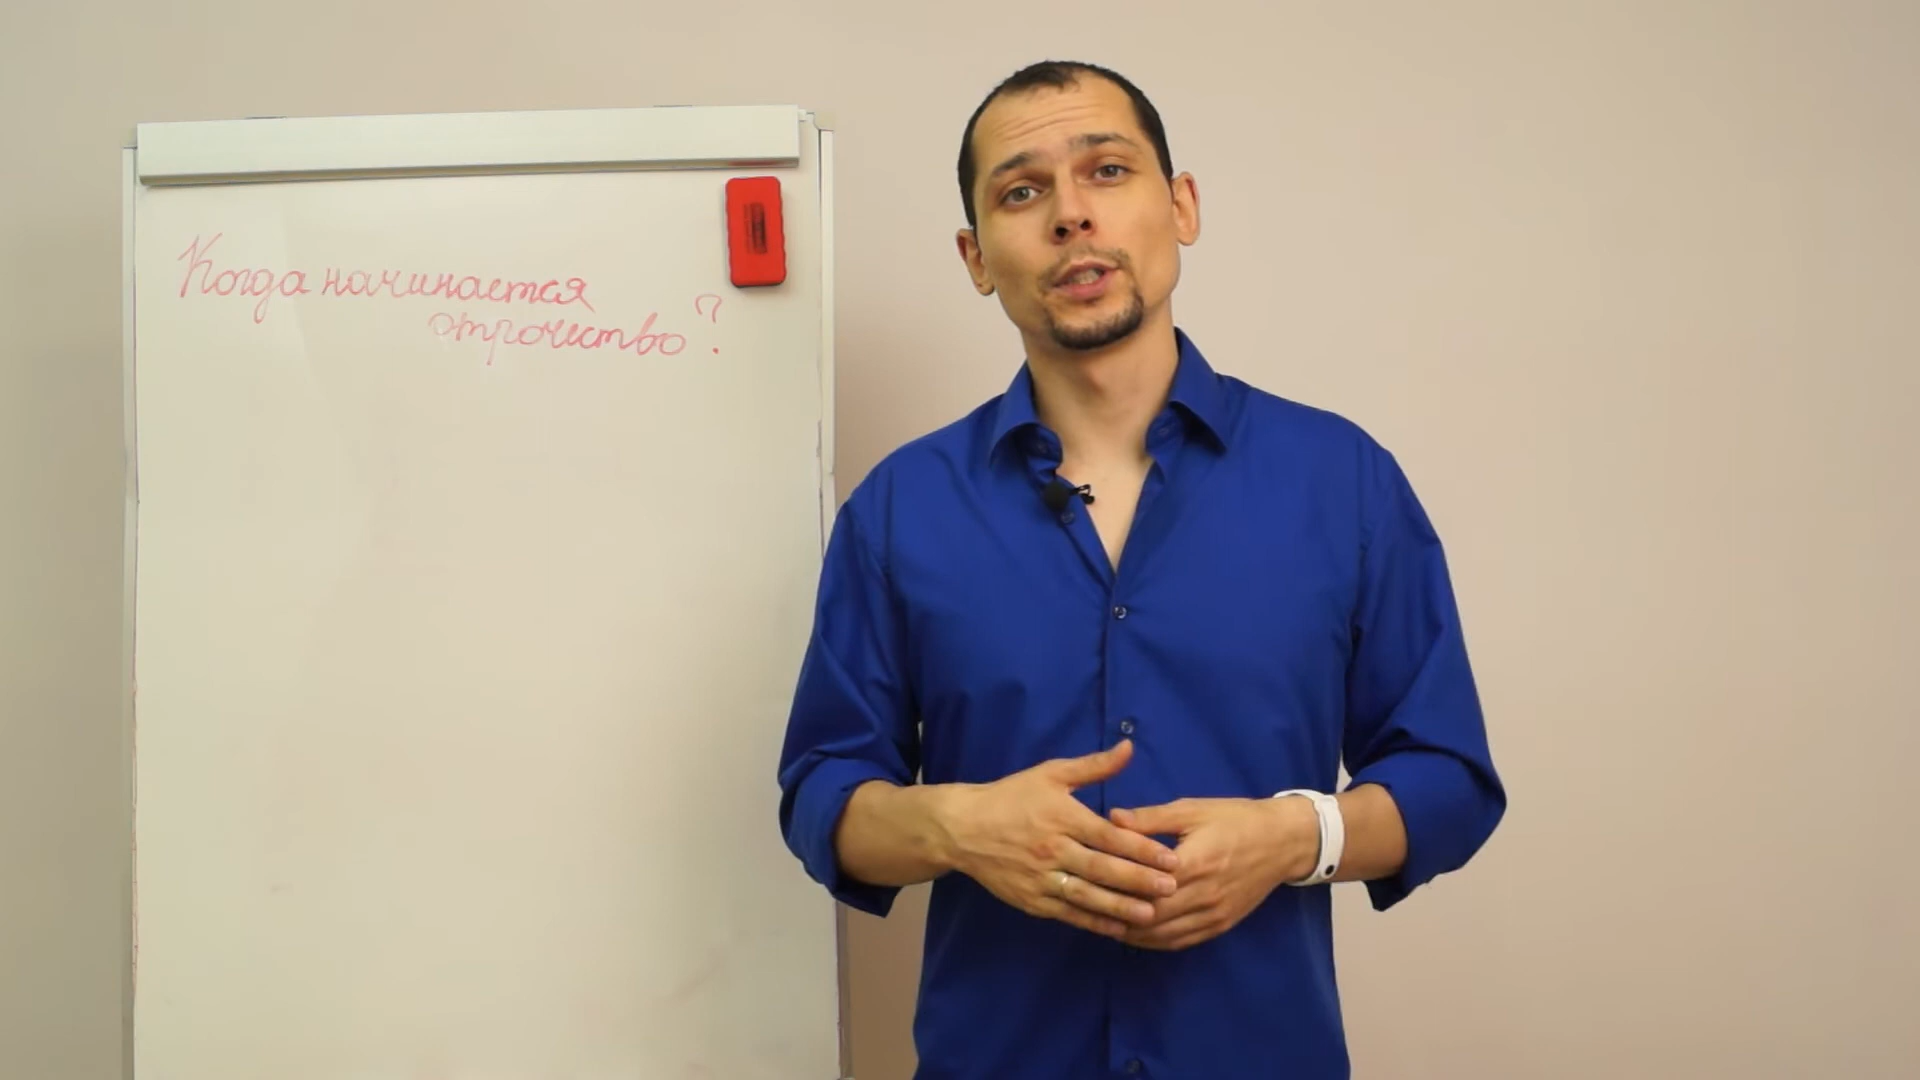 Когда начинается
отрочество?